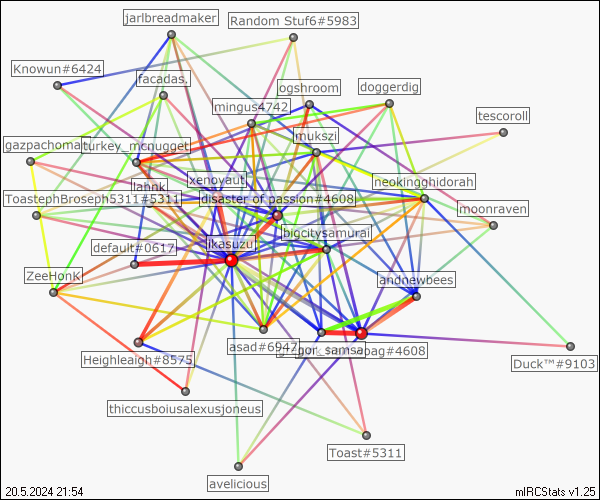 jarlbreadmaker
Random Stuf6#5983
Knowun#6424
facadas.
ogshroom
doggerdig
mingus4742
tescoroll
mukszi
gazpachoman
turkey_mcnugget
xenovaut
neokingghidorah
llahnk
ToastephBroseph5311#5311
disaster of passion#4608
moonraven
bigcitysamurai
default#0617
ikasuzu
ZeeHonk
andnewbees
asad#6947
gregor_samsa
pag#4608
Heighleaigh#8575
Duck™#9103
thiccusboiusalexusjoneus
Toast#5311
avelicious
20.5.2024 21:54
mIRCStats v1.25